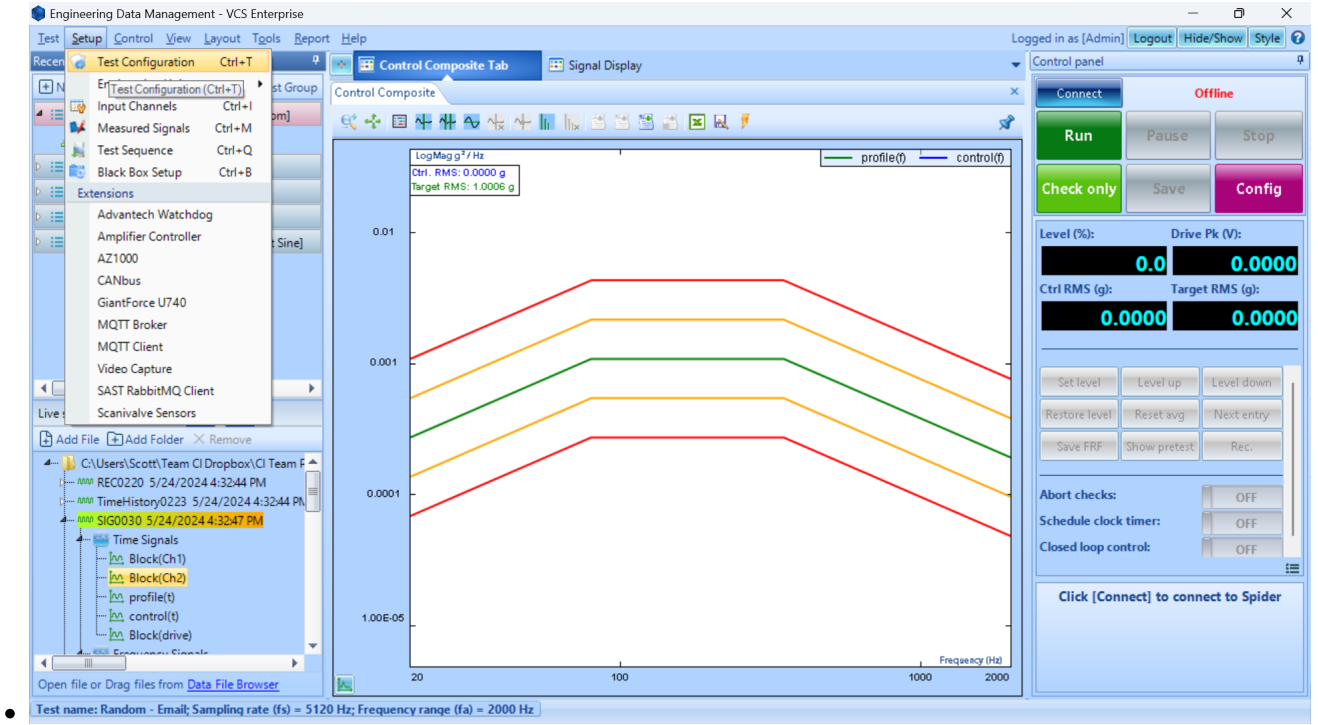 Engineering Data Management - VCS Enterprise
Test Setup Control View Layout Tools Report Help
Logged in as [Admin] Logout Hide/Show Style
Test Configuration Ctrl+T
Test Configuration (Ctrl+T)
Input Channels Ctrl+I
Measured Signals Ctrl+M
Test Sequence Ctrl+Q
Black Box Setup Ctrl+B
Extensions
Advantech Watchdog
Amplifier Controller
AZ1000
CANbus
GiantForce U740
MQTT Broker
MQTT Client
Video Capture
SAST RabbitMQ Client
Scanivalve Sensors
st Group
om]
t Sine]
Live
Add File Add Folder Remove
C:\Users\Scott\Team CI Dropbox\CI Team
REC0220 5/24/2024 4:32:44 PM
TimeHistory0223 5/24/2024 4:32:44 PM
SIG0030 5/24/2024 4:32:47 PM
Time Signals
Block(Ch1)
Block(Ch2)
profile(t)
control(t)
Block(drive)
Frequency Signals
Open file or Drag files from Data File Browser
Control Composite Tab Signal Display
Control Composite
LogMag g²/Hz
Ctrl. RMS: 0.0000 g
Target RMS: 1.0006 g
profile(f) control(f)
0.01
0.001
0.0001
1.00E-05
Frequency (Hz)
20 100 1000 2000
Control panel
Connect Offline
Run Pause Stop
Check only Save Config
Level (%): Drive Pk (V):
0.0 0.0000
Ctrl RMS (g): Target RMS (g):
0.0000 0.0000
Set level Level up Level down
Restore level Reset avg Next entry
Save FRF Show pretest Rec.
Abort checks: OFF
Schedule clock timer: OFF
Closed loop control: OFF
Click [Connect] to connect to Spider
Test name: Random - Email; Sampling rate (fs) = 5120 Hz; Frequency range (fa) = 2000 Hz